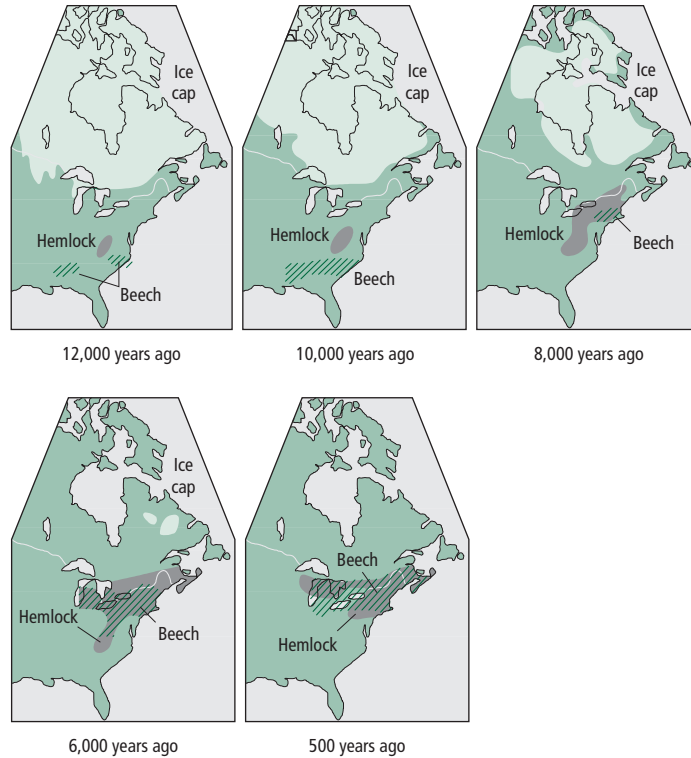 Ice
cap
Hemlock
Beech
12,000 years ago
Ice
cap
Hemlock
Beech
10,000 years ago
Ice
cap
Hemlock
Beech
8,000 years ago
Ice
cap
Hemlock
Beech
6,000 years ago
Beech
Hemlock
500 years ago